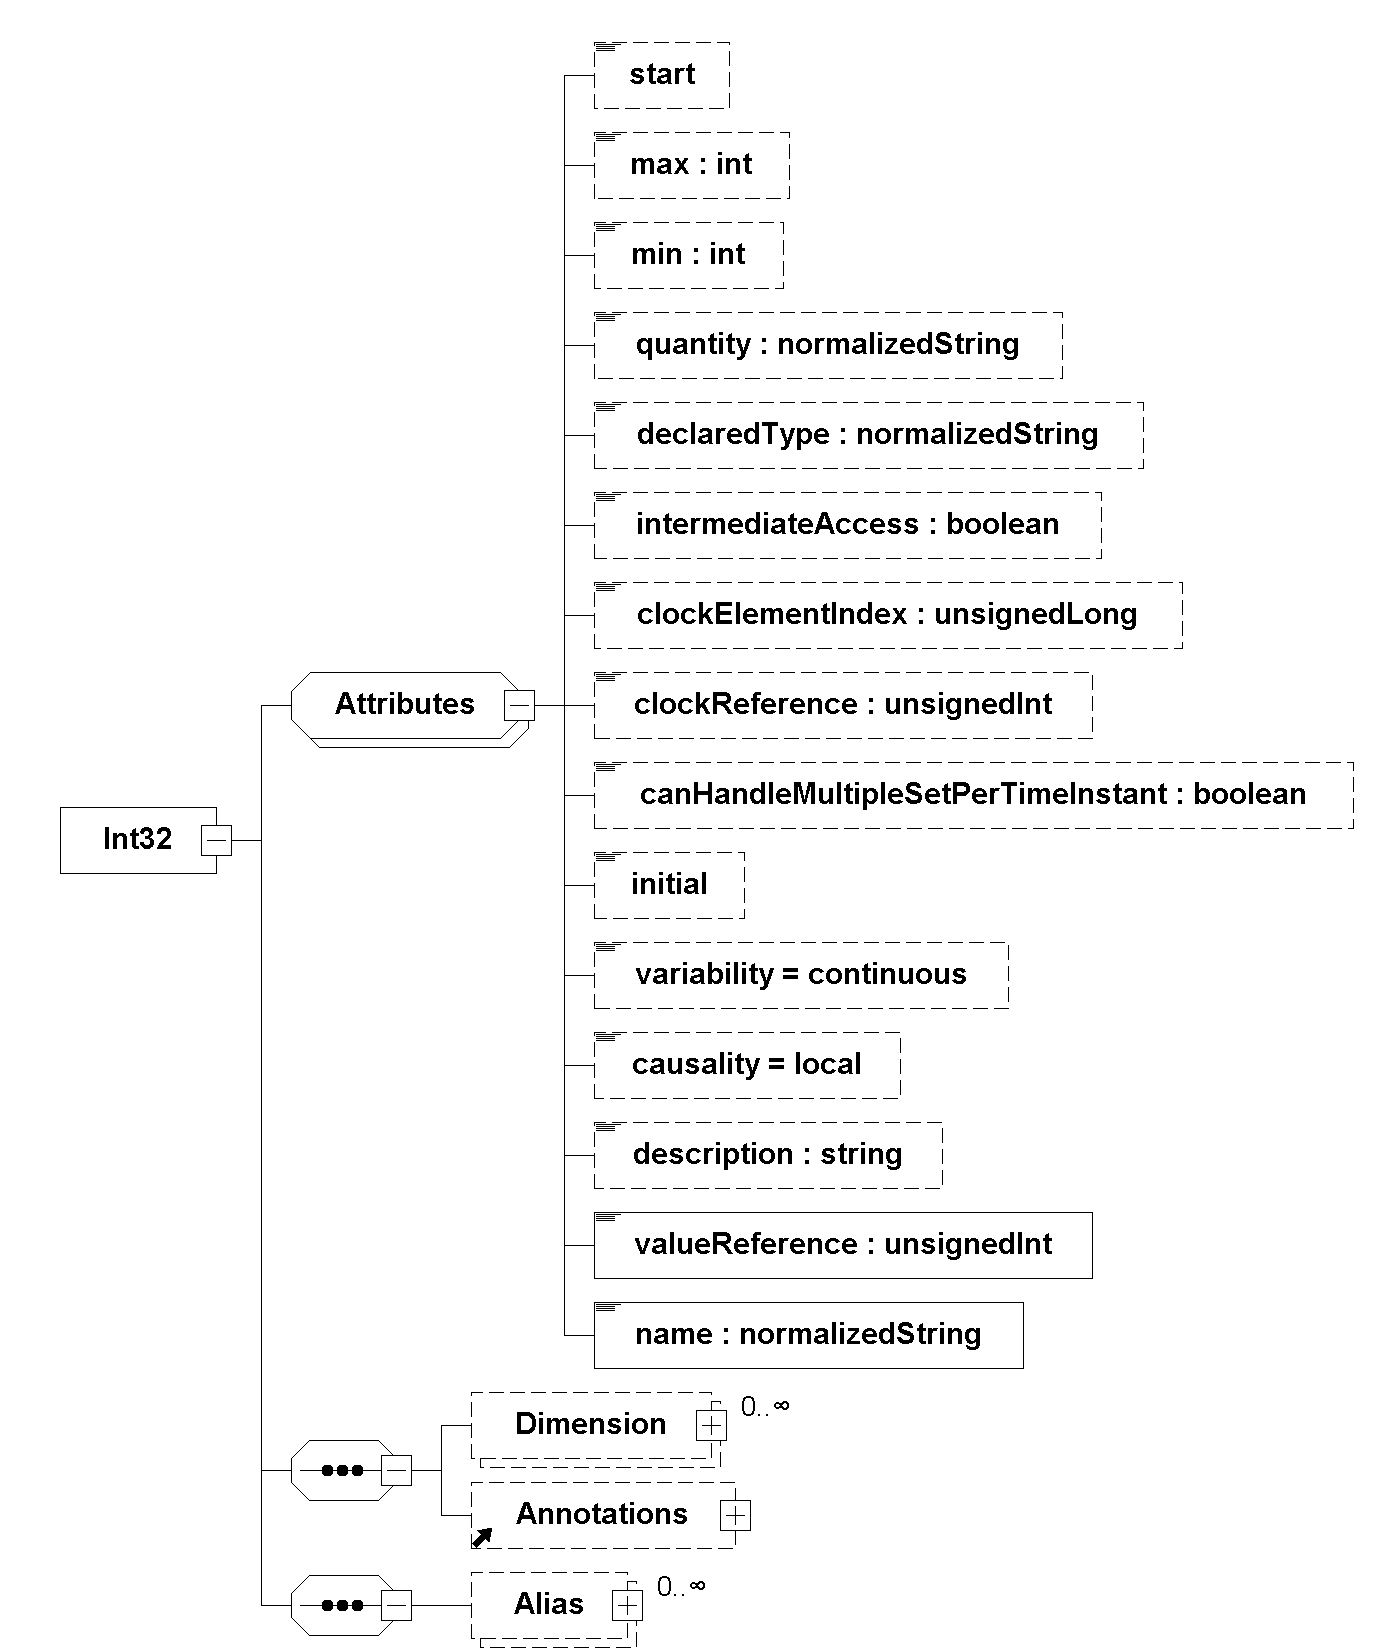 start
max : int
min : int
quantity : normalizedString
declaredType : normalizedString
intermediateAccess : boolean
clockElementIndex : unsignedLong
Attributes
clockReference : unsignedInt
canHandleMultipleSetPerTimeInstant : boolean
Int32
initial
variability = continuous
causality = local
description : string
valueReference : unsignedInt
name : normalizedString
Dimension
0..∞
Annotations
Alias
0..∞